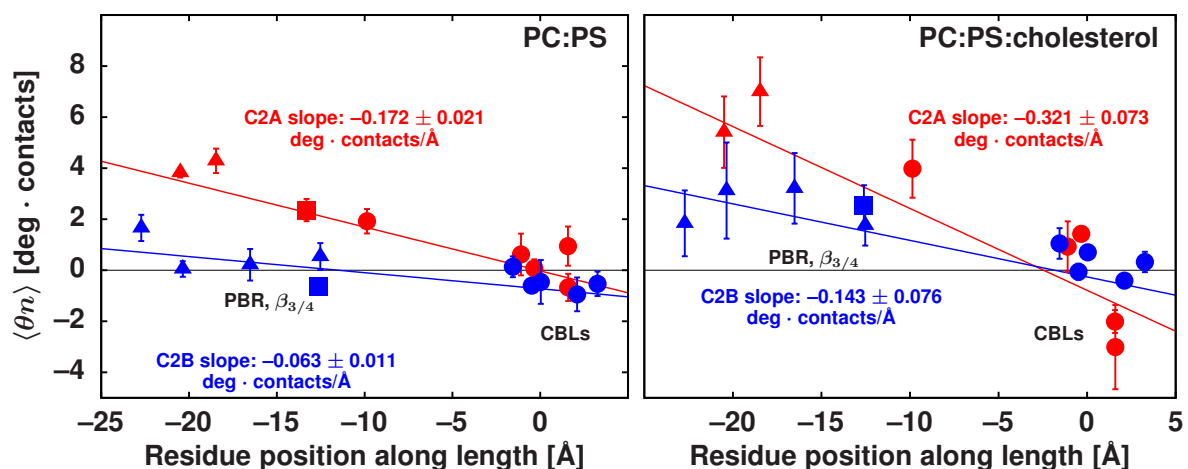 PC:PS
PC:PS:cholesterol
8
6
4
2
0
−2
−4
⟨θn⟩ [deg · contacts]
C2A slope: −0.172 ± 0.021
deg · contacts/Å
C2A slope: −0.321 ± 0.073
deg · contacts/Å
PBR, β3/4
CBLs
C2B slope: −0.063 ± 0.011
deg · contacts/Å
PBR, β3/4
C2B slope: −0.143 ± 0.076
deg · contacts/Å
CBLs
−25 −20 −15 −10 −5 0
−20 −15 −10 −5 0 5
Residue position along length [Å]
Residue position along length [Å]